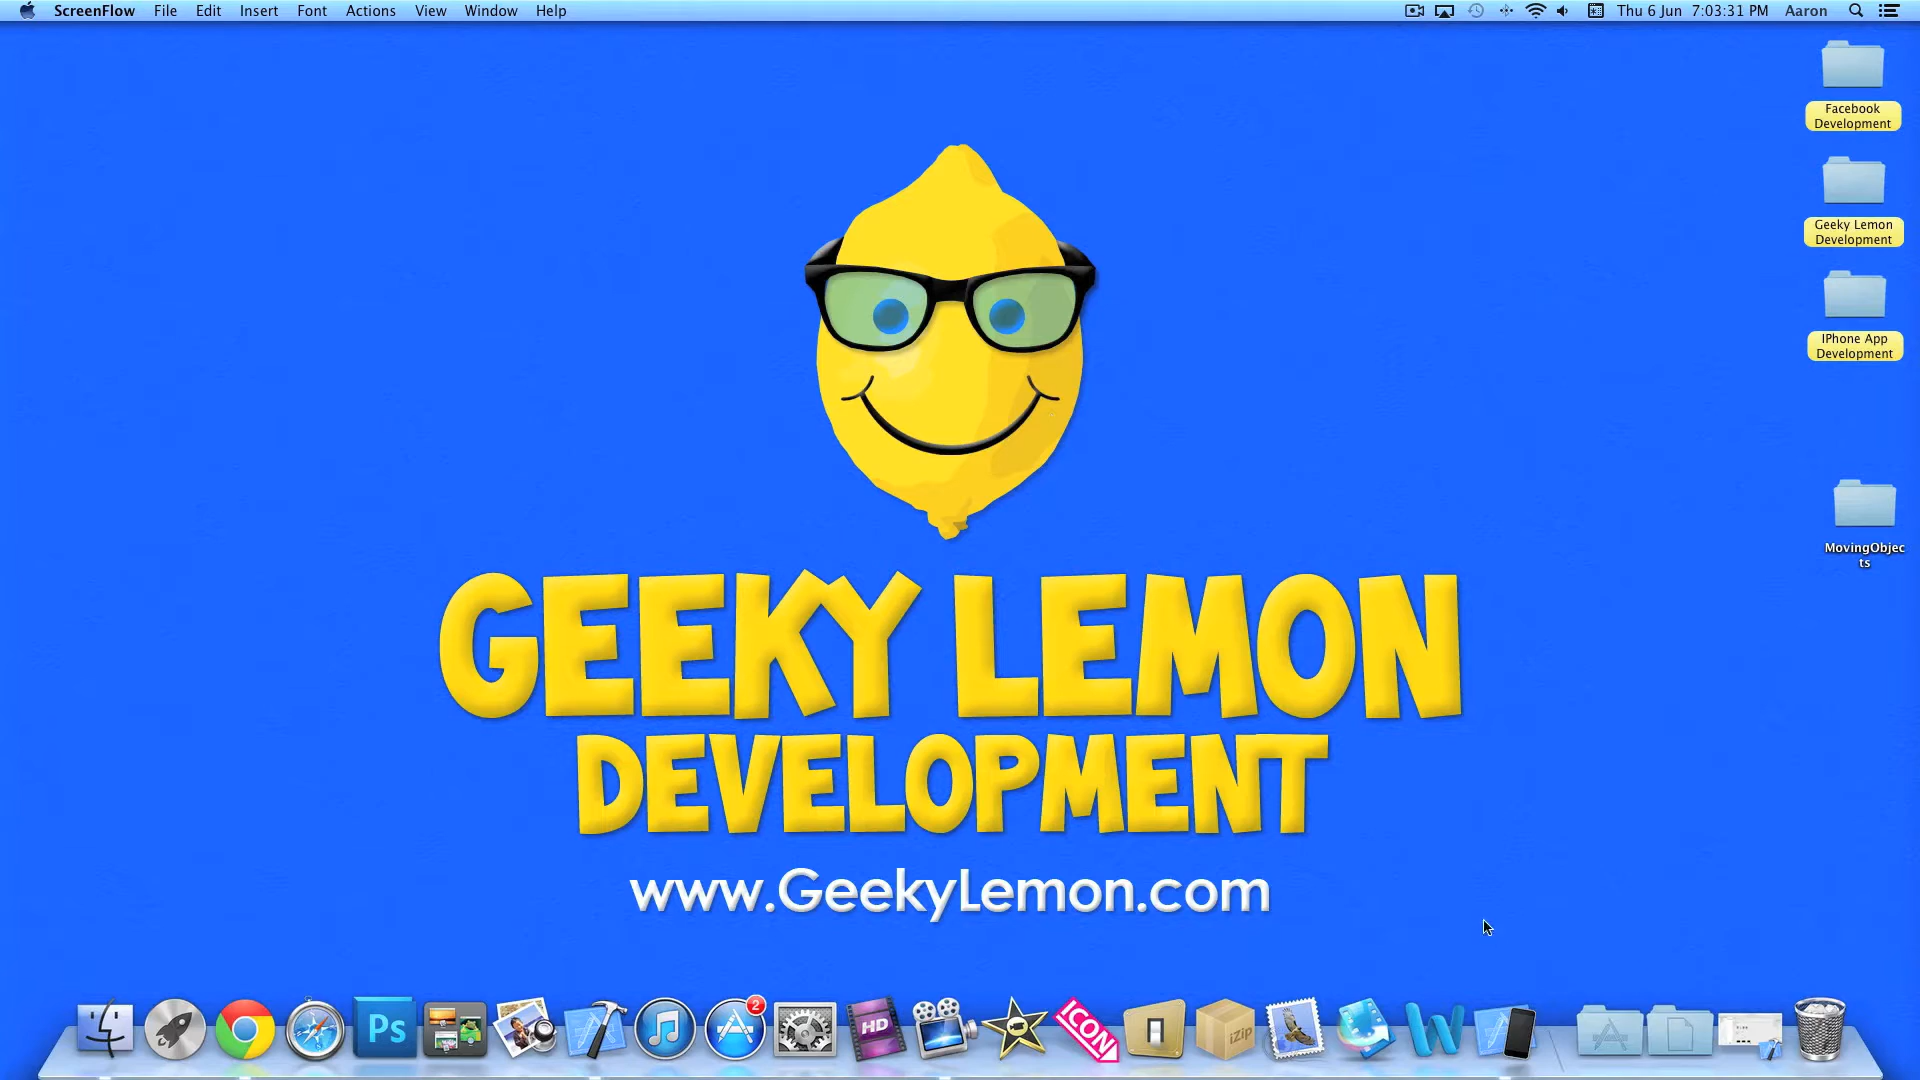 ScreenFlow File Edit Insert Font Actions View Window Help Thu 6 Jun 7:03:31 PM Aaron
Facebook
Development
Geeky Lemon
Development
IPhone App
Development
MovingObjec
ts
GEEKY LEMON
DEVELOPMENT
www.GeekyLemon.com
Ps
2
HD
ICON
iZip
W